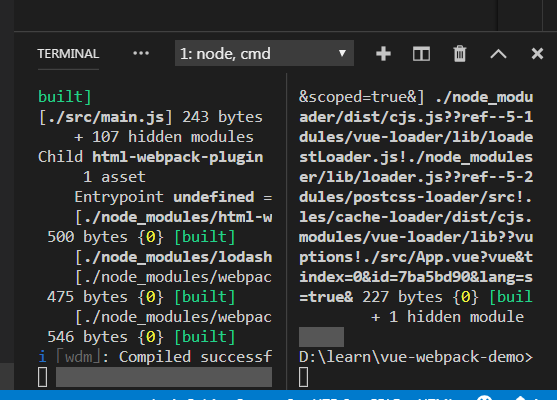 TERMINAL
1: node, cmd
built]
[./src/main.js] 243 bytes
+ 107 hidden modules
Child html-webpack-plugin
1 asset
Entrypoint undefined =
[./node_modules/html-w
500 bytes {0} [built]
[./node_modules/lodash
[./node_modules/webpac
475 bytes {0} [built]
[./node_modules/webpac
546 bytes {0} [built]
i ｢wdm｣: Compiled successf
&scoped=true&] ./node_modu
ader/dist/cjs.js??ref--5-1
dules/vue-loader/lib/loade
stLoader.js!./node_modules
er/lib/loader.js??ref--5-2
dules/postcss-loader/src!.
les/cache-loader/dist/cjs.
modules/vue-loader/lib??vu
ptions!./src/App.vue?vue&t
index=0&id=7ba5bd90&lang=s
=true& 227 bytes {0} [buil
+ 1 hidden module
D:\learn\vue-webpack-demo>